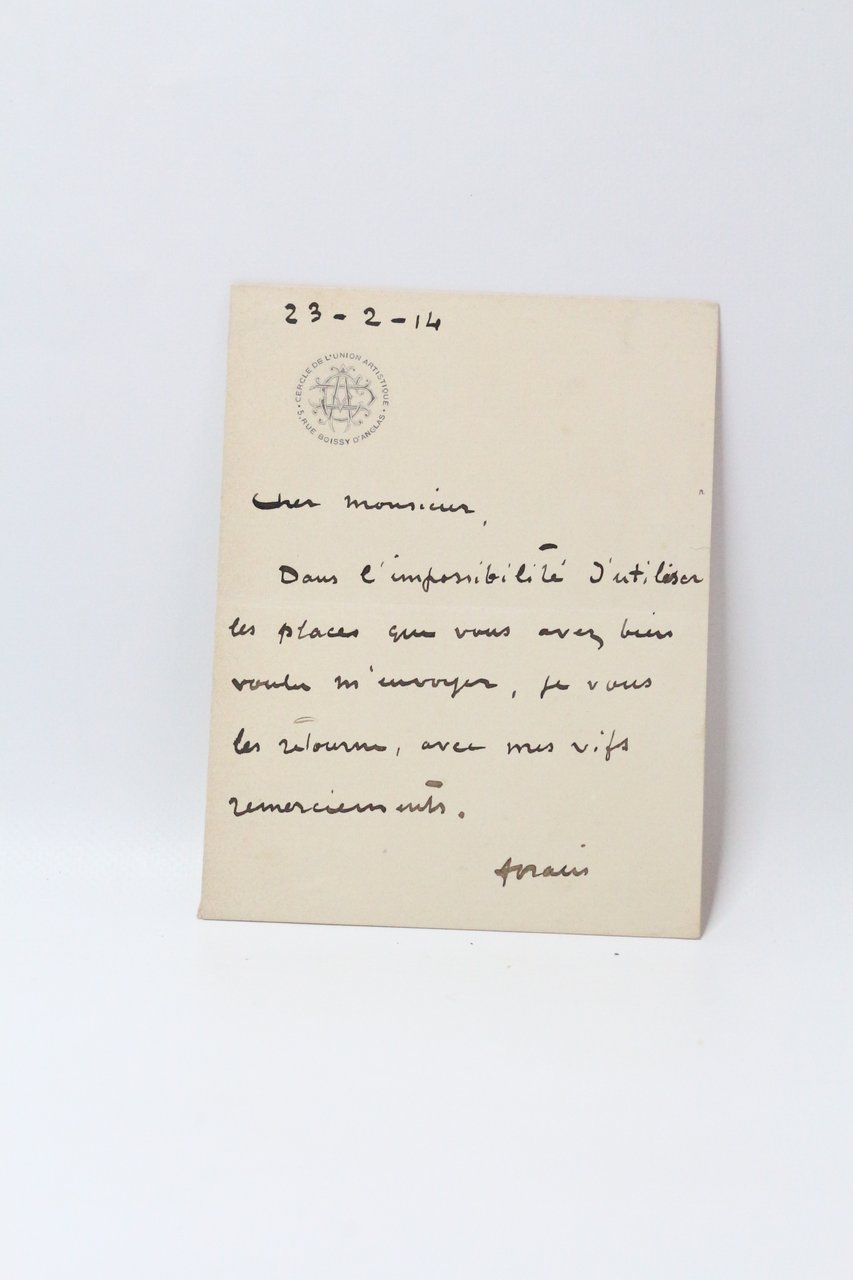 23-2-14
CERCLE DE L'UNION ARTISTIQUE
• 5, RUE BOISSY D'ANGLAS •
Cher monsieur,
Dans l'impossibilité d'utiliser
les places que vous avez bien
voulu m'envoyer, je vous
les retourne, avec mes vifs
remerciements.